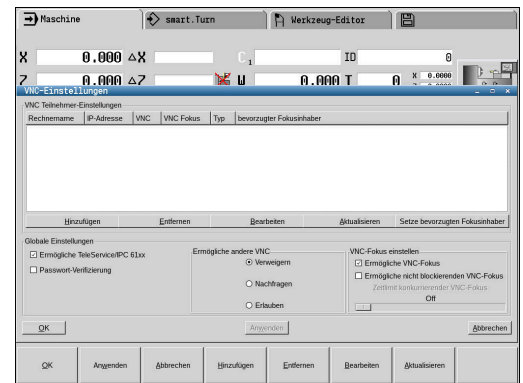 Maschine
smart.Turn
Werkzeug-Editor
X 0.000 ΔX C 1 ID 0
Z 0.000 ΔZ U 0.000 T 0 X 0.0000
VNC-Einstellungen
VNC Teilnehmer-Einstellungen
Rechnername IP-Adresse VNC VNC Fokus Typ bevorzugter Fokusinhaber
Hinzufügen Entfernen Bearbeiten Aktualisieren Setze bevorzugten Fokusinhaber
Globale Einstellungen
Ermögliche TeleService/IPC 61xx
Passwort-Verifizierung
Ermögliche andere VNC
Verweigern
Nachfragen
Erlauben
VNC-Fokus einstellen
Ermögliche VNC-Fokus
Ermögliche nicht blockierenden VNC-Fokus
Zeitlimit konkurrierender VNC-Fokus
Off
OK Anwenden Abbrechen
OK Anwenden Abbrechen Hinzufügen Entfernen Bearbeiten Aktualisieren